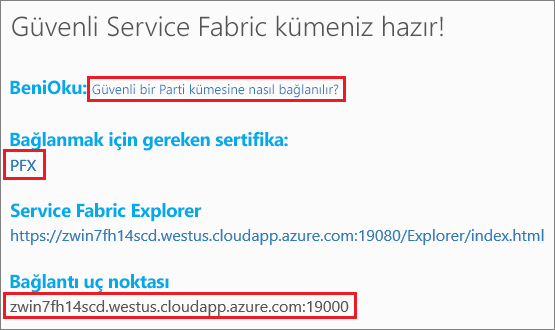 Güvenli Service Fabric kümeniz hazır!
BeniOku: Güvenli bir Parti kümesine nasıl bağlanılır?
Bağlanmak için gereken sertifika:
PFX
Service Fabric Explorer
https://zwin7fh14scd.westus.cloudapp.azure.com:19080/Explorer/index.html
Bağlantı uç noktası
zwin7fh14scd.westus.cloudapp.azure.com:19000